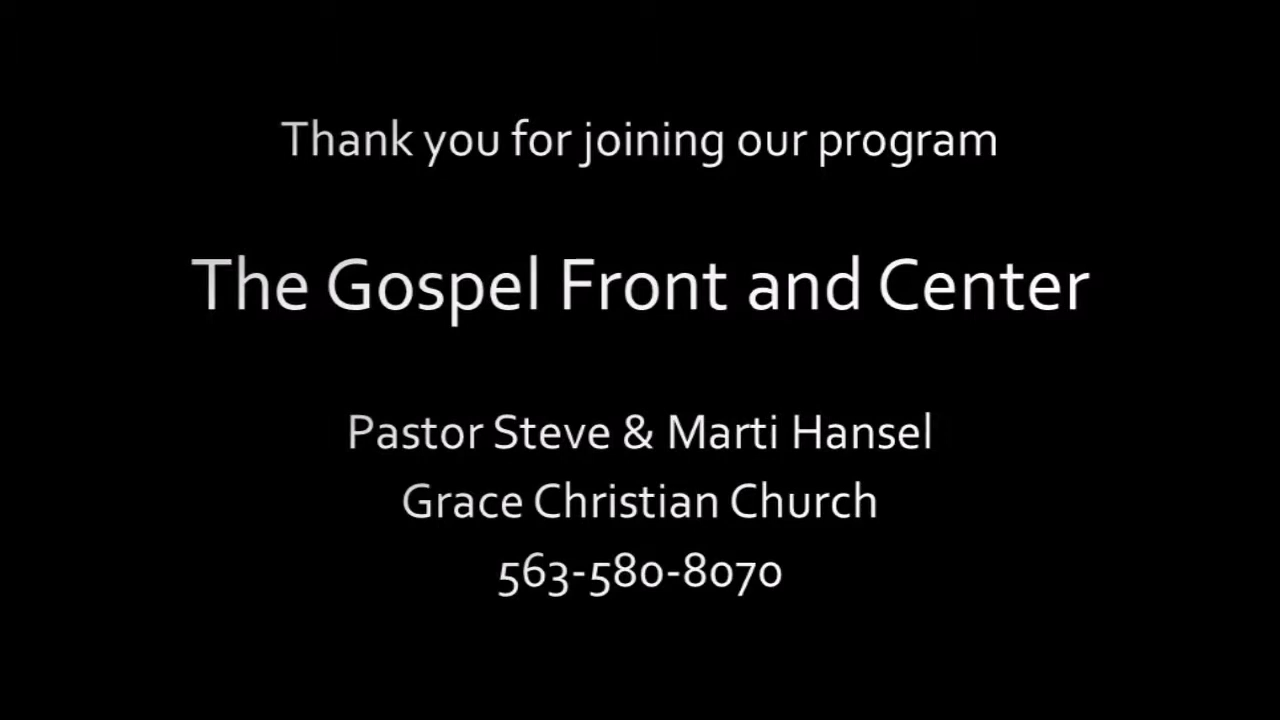 Thank you for joining our program
The Gospel Front and Center
Pastor Steve & Marti Hansel
Grace Christian Church
563-580-8070